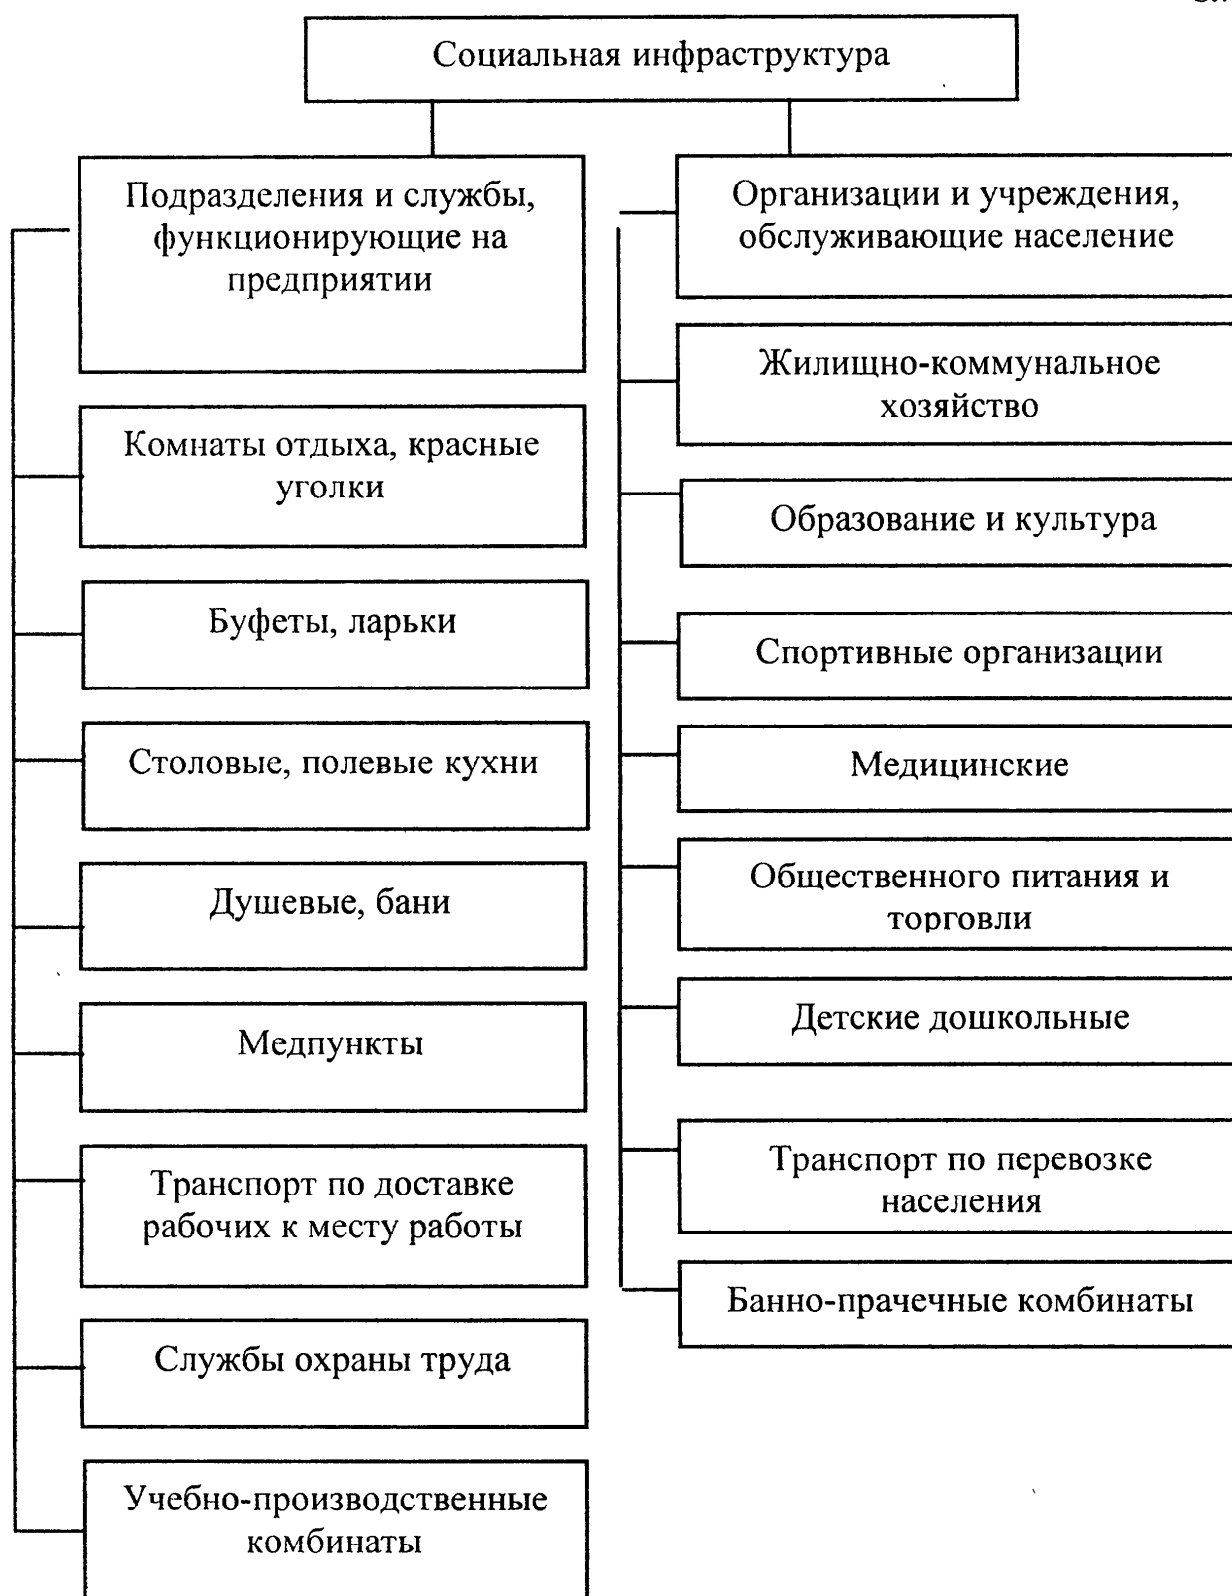 Социальная инфраструктура
Подразделения и службы,
функционирующие на
предприятии
Комнаты отдыха, красные
уголки
Буфеты, ларьки
Столовые, полевые кухни
Душевые, бани
Медпункты
Транспорт по доставке
рабочих к месту работы
Службы охраны труда
Учебно-производственные
комбинаты
Организации и учреждения,
обслуживающие население
Жилищно-коммунальное
хозяйство
Образование и культура
Спортивные организации
Медицинские
Общественного питания и
торговли
Детские дошкольные
Транспорт по перевозке
населения
Банно-прачечные комбинаты